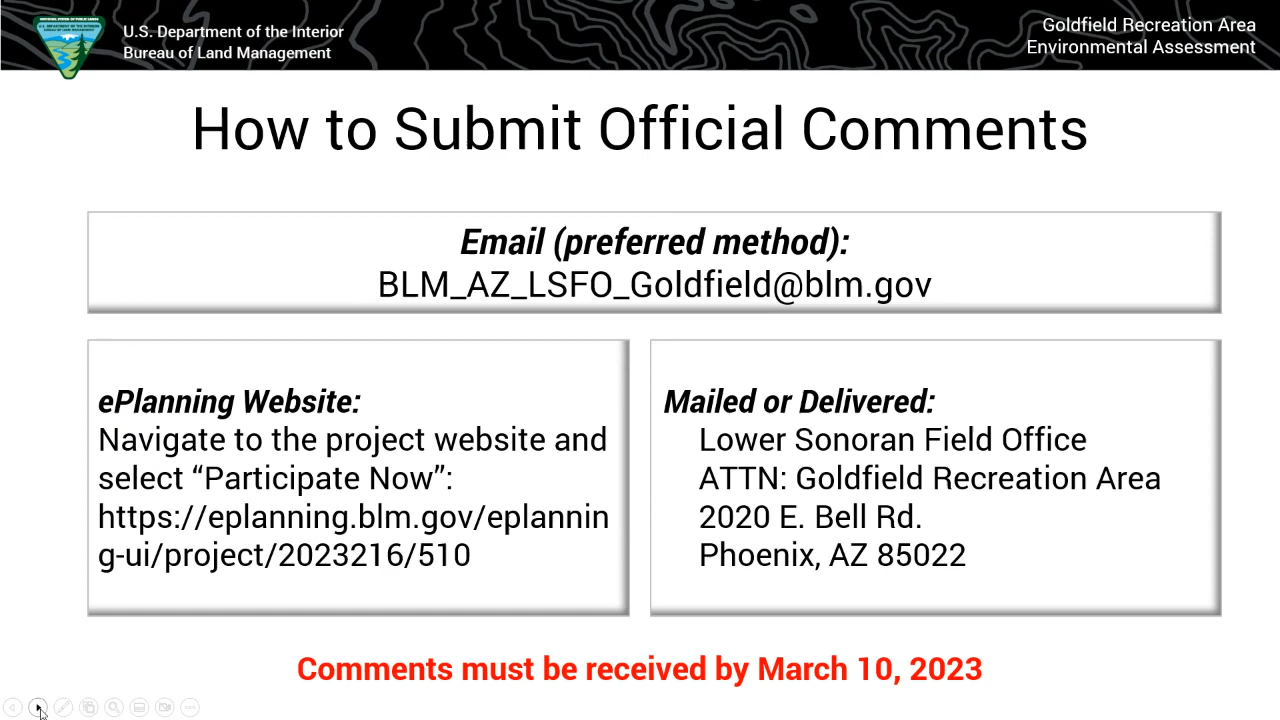 U.S. Department of the Interior
Bureau of Land Management
Goldfield Recreation Area
Environmental Assessment
How to Submit Official Comments
Email (preferred method):
BLM_AZ_LSFO_Goldfield@blm.gov
ePlanning Website:
Navigate to the project website and
select “Participate Now”:
https://eplanning.blm.gov/eplannin
g-ui/project/2023216/510
Mailed or Delivered:
Lower Sonoran Field Office
ATTN: Goldfield Recreation Area
2020 E. Bell Rd.
Phoenix, AZ 85022
Comments must be received by March 10, 2023